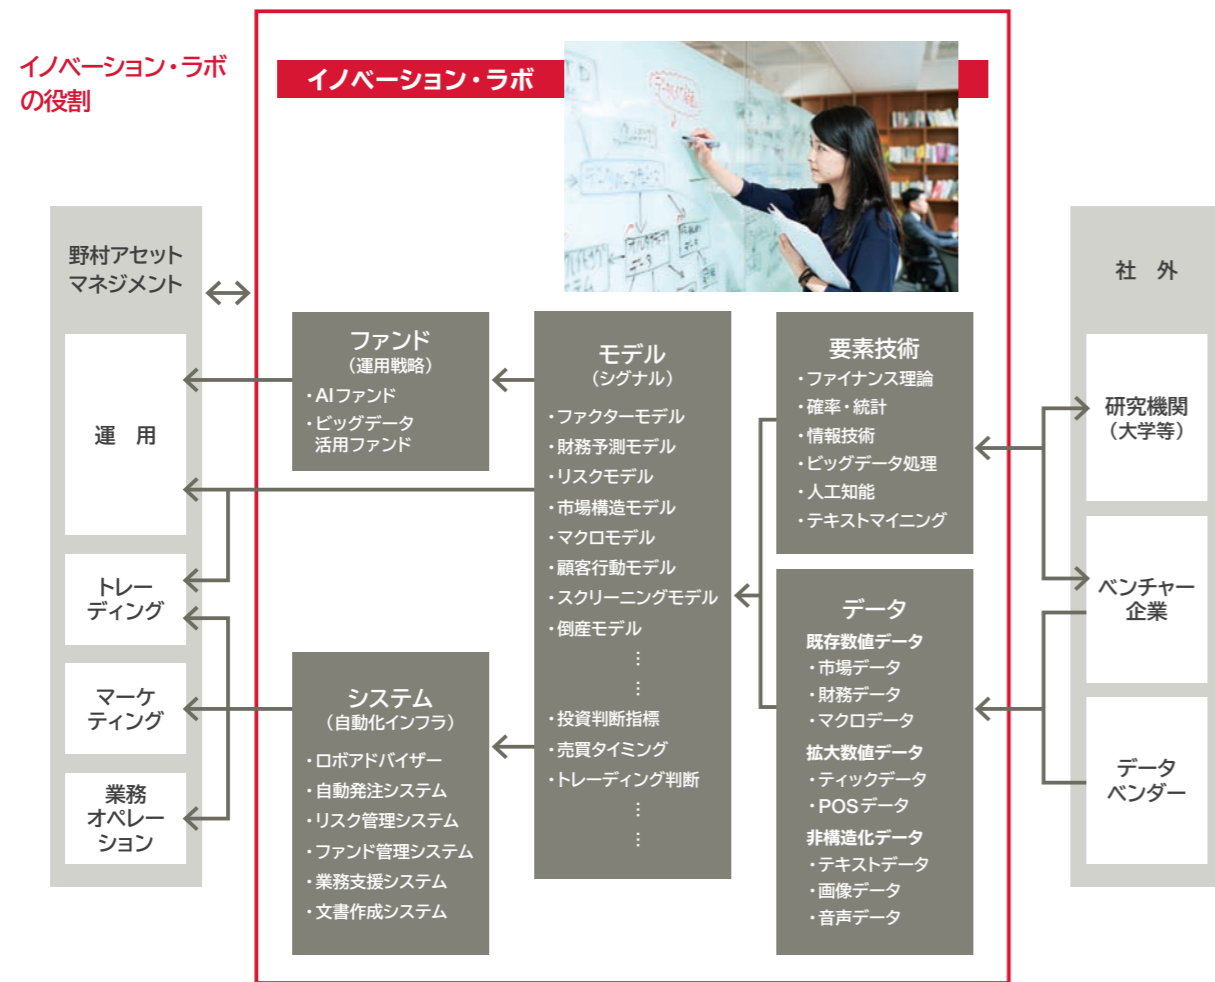 イノベーション・ラボ
の役割
イノベーション・ラボ
野村アセット
マネジメント
運 用
トレー
ディング
マーケ
ティング
業務
オペレー
ション
ファンド
（運用戦略）
・AIファンド
・ビッグデータ
活用ファンド
システム
（自動化インフラ）
・ロボアドバイザー
・自動発注システム
・リスク管理システム
・ファンド管理システム
・業務支援システム
・文書作成システム
モデル
（シグナル）
・ファクターモデル
・財務予測モデル
・リスクモデル
・市場構造モデル
・マクロモデル
・顧客行動モデル
・スクリーニングモデル
・倒産モデル
⋮
⋮
・投資判断指標
・売買タイミング
・トレーディング判断
⋮
⋮
要素技術
・ファイナンス理論
・確率・統計
・情報技術
・ビッグデータ処理
・人工知能
・テキストマイニング
データ
既存数値データ
・市場データ
・財務データ
・マクロデータ
拡大数値データ
・ティックデータ
・POSデータ
非構造化データ
・テキストデータ
・画像データ
・音声データ
社 外
研究機関
（大学等）
ベンチャー
企業
データ
ベンダー